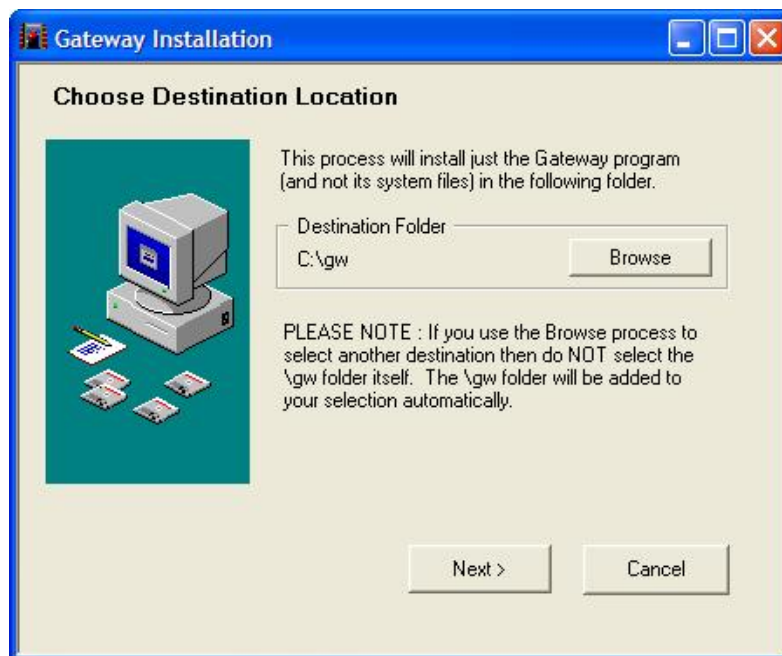 Gateway Installation
Choose Destination Location
This process will install just the Gateway program
(and not its system files) in the following folder.
Destination Folder
C:\gw
Browse
PLEASE NOTE : If you use the Browse process to
select another destination then do NOT select the
\gw folder itself.  The \gw folder will be added to
your selection automatically.
Next >
Cancel